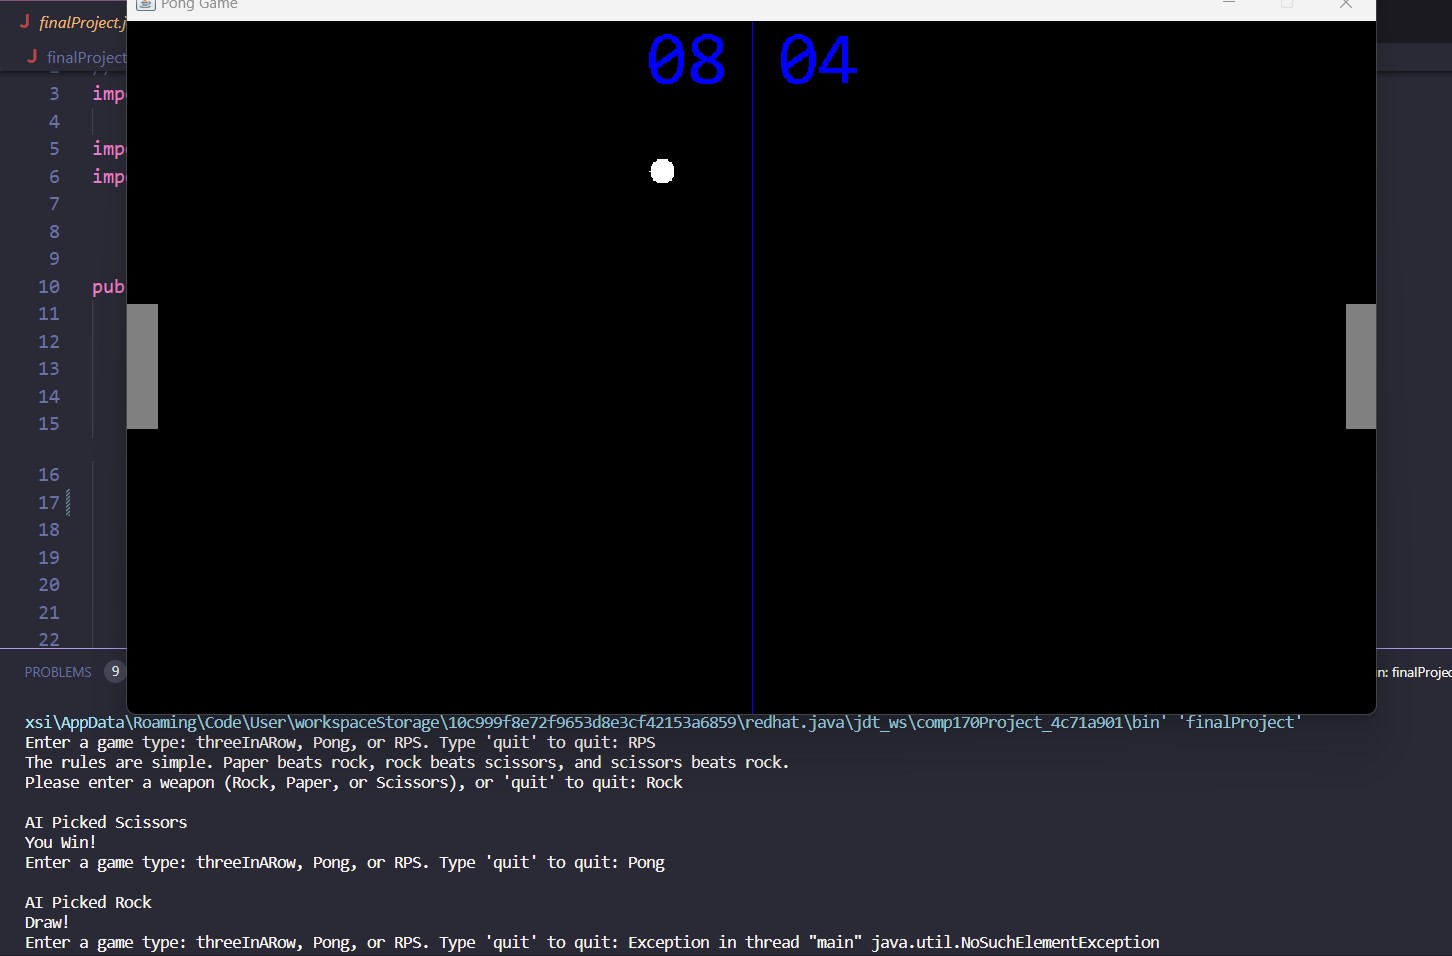 Pong Game
finalProject.j
finalProject
08 04
3 impo
4
5 impo
6 impo
7
8
9
10 pub
11
12
13
14
15
16
17
18
19
20
21
22
PROBLEMS 9
n: finalProjec
xsi\AppData\Roaming\Code\User\workspaceStorage\10c999f8e72f9653d8e3cf42153a6859\redhat.java\jdt_ws\comp170Project_4c71a901\bin' 'finalProject'
Enter a game type: threeInARow, Pong, or RPS. Type 'quit' to quit: RPS
The rules are simple. Paper beats rock, rock beats scissors, and scissors beats rock.
Please enter a weapon (Rock, Paper, or Scissors), or 'quit' to quit: Rock
AI Picked Scissors
You Win!
Enter a game type: threeInARow, Pong, or RPS. Type 'quit' to quit: Pong
AI Picked Rock
Draw!
Enter a game type: threeInARow, Pong, or RPS. Type 'quit' to quit: Exception in thread "main" java.util.NoSuchElementException